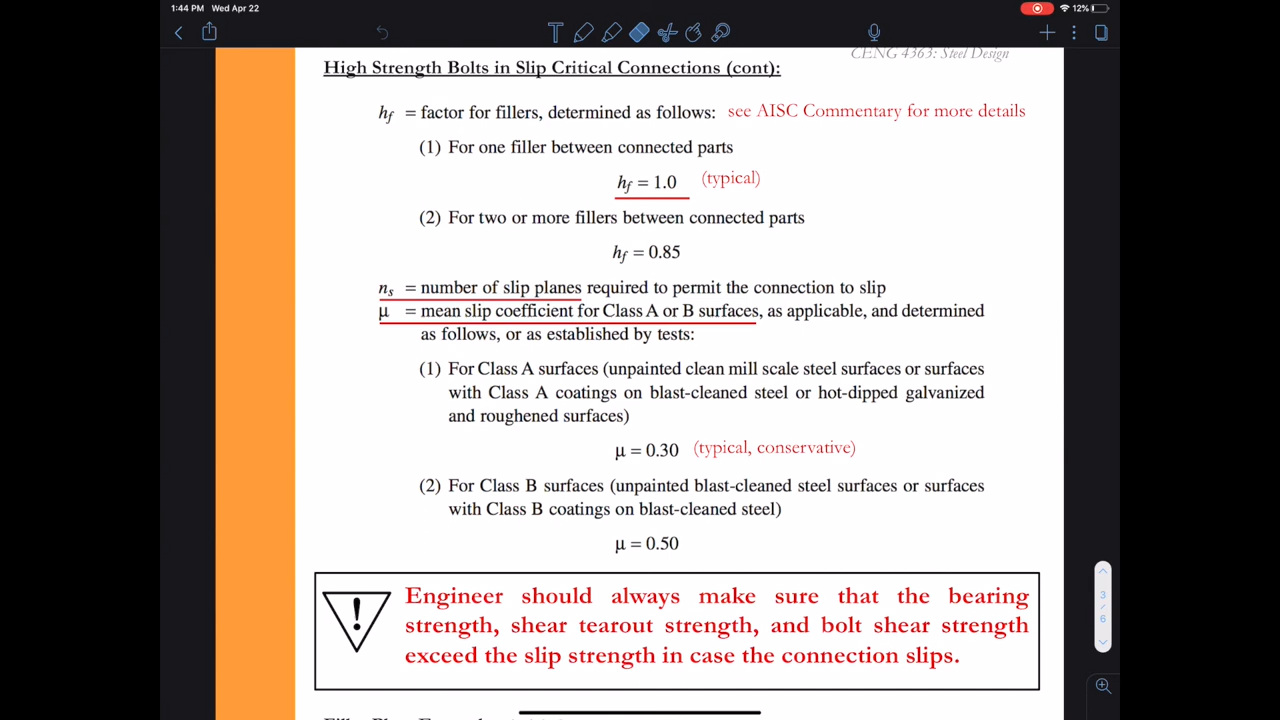 1:44 PM Wed Apr 22
12%
CENG 4363: Steel Design
High Strength Bolts in Slip Critical Connections (cont):
hf = factor for fillers, determined as follows: see AISC Commentary for more details
(1) For one filler between connected parts
hf = 1.0 (typical)
(2) For two or more fillers between connected parts
hf = 0.85
ns = number of slip planes required to permit the connection to slip
μ = mean slip coefficient for Class A or B surfaces, as applicable, and determined
as follows, or as established by tests:
(1) For Class A surfaces (unpainted clean mill scale steel surfaces or surfaces
with Class A coatings on blast-cleaned steel or hot-dipped galvanized
and roughened surfaces)
μ = 0.30 (typical, conservative)
(2) For Class B surfaces (unpainted blast-cleaned steel surfaces or surfaces
with Class B coatings on blast-cleaned steel)
μ = 0.50
3
/
6
! Engineer should always make sure that the bearing
strength, shear tearout strength, and bolt shear strength
exceed the slip strength in case the connection slips.